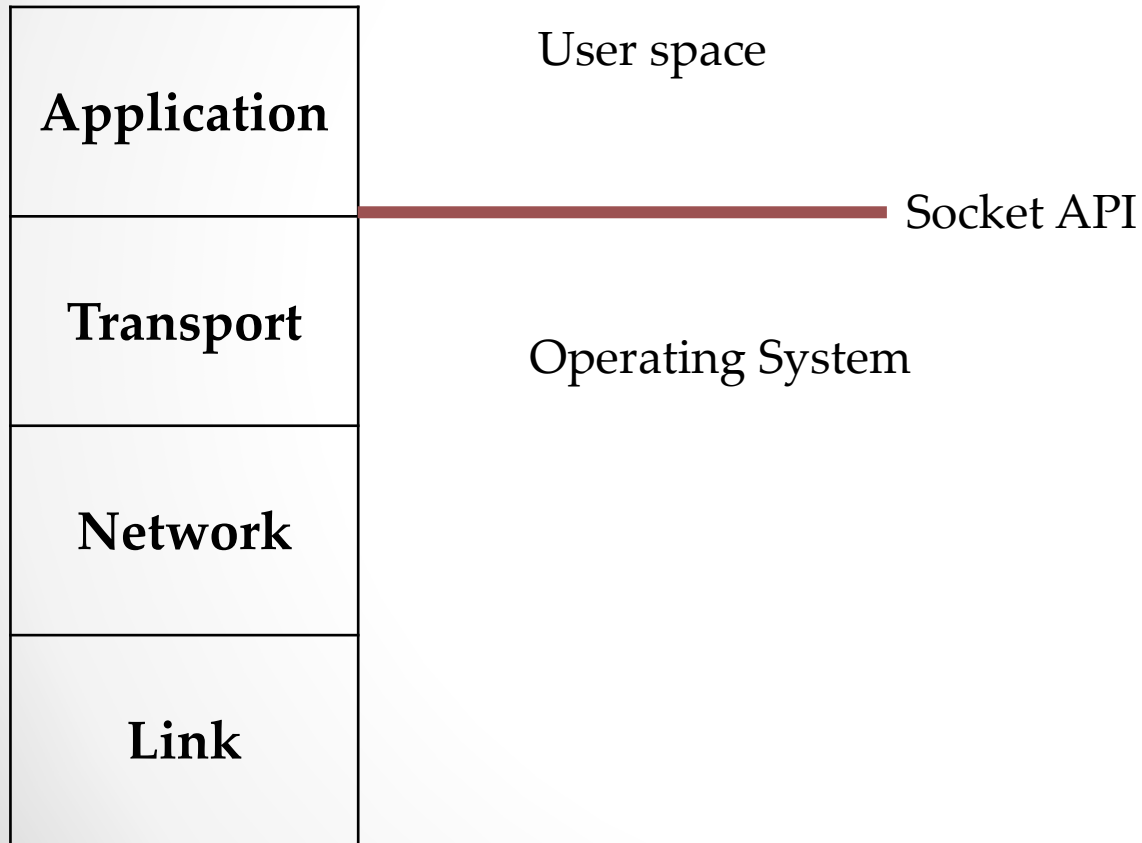 User space
Application
Socket API
Transport
Operating System
Network
Link